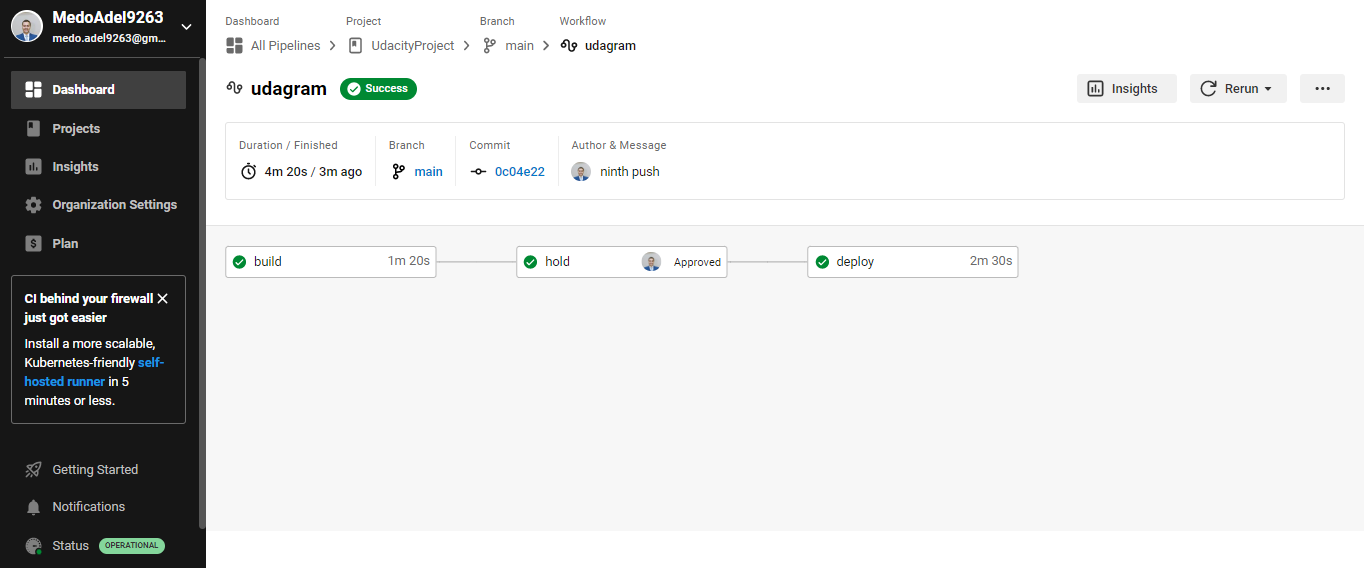 MedoAdel9263
medo.adel9263@gm...
Dashboard
Projects
Insights
Organization Settings
Plan
CI behind your firewall
just got easier
Install a more scalable,
Kubernetes-friendly self-
hosted runner in 5
minutes or less.
Getting Started
Notifications
Status OPERATIONAL
Dashboard Project Branch Workflow
All Pipelines UdacityProject main udagram
udagram Success
Insights Rerun
Duration / Finished Branch Commit Author & Message
4m 20s / 3m ago main 0c04e22 ninth push
build 1m 20s hold Approved deploy 2m 30s